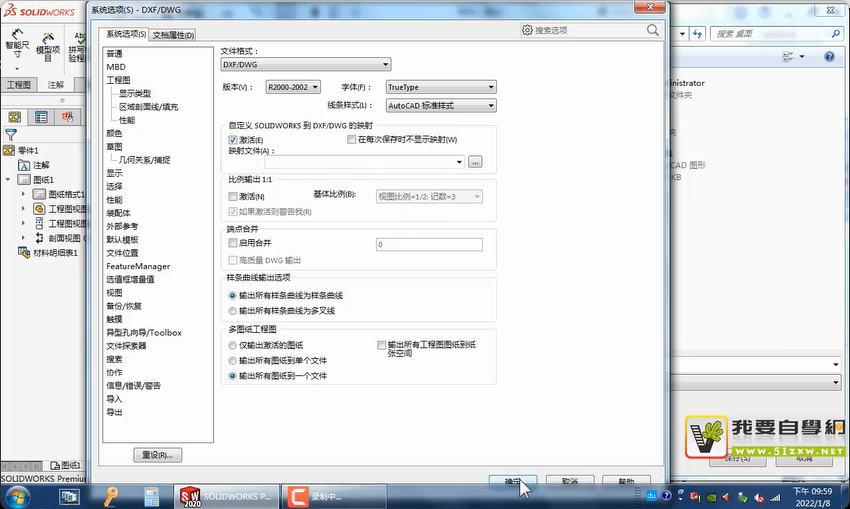 SOLIDWORKS
系统选项(S) - DXF/DWG
系统选项(S)
文档属性(D)
搜索选项
搜索 桌面
智能尺寸
模型项目
工程图
注解
零件1
注解
图纸1
图纸格式1
工程图视
工程图视
剖面视图
材料明细表1
普通
MBD
工程图
显示类型
区域剖面线/填充
性能
颜色
草图
几何关系/捕捉
显示
选择
性能
装配体
外部参考
默认模板
文件位置
FeatureManager
选值框增量值
视图
备份/恢复
触摸
异型孔向导/Toolbox
文件探索器
搜索
协作
信息/错误/警告
导入
导出
重设(R)...
文件格式：
DXF/DWG
版本(V)：
R2000-2002
字体(F)：
TrueType
线条样式(L)：
AutoCAD 标准样式
自定义 SOLIDWORKS 到 DXF/DWG 的映射
激活(E)
在每次保存时不显示映射(W)
映射文件(A)：
...
比例输出 1:1
激活(N)
基体比例(B)：
视图比例=1/2: 记数=3
如果激活则警告我(R)
端点合并
启用合并
0
高质量 DWG 输出
样条曲线输出选项
输出所有样条曲线为样条曲线
输出所有样条曲线为多叉线
多图纸工程图
仅输出激活的图纸
输出所有工程图图纸到纸张空间
输出所有图纸到单个文件
输出所有图纸到一个文件
确定
取消
帮助
ministrator
文件夹
夹
CAD 图形
KB
保存(S)
取消
我要自學網
www.51zxw.net
图纸1
SOLIDWORKS Premium
SOLIDWORKS P...
2020
录制中...
du
下午 09:59
2022/1/8